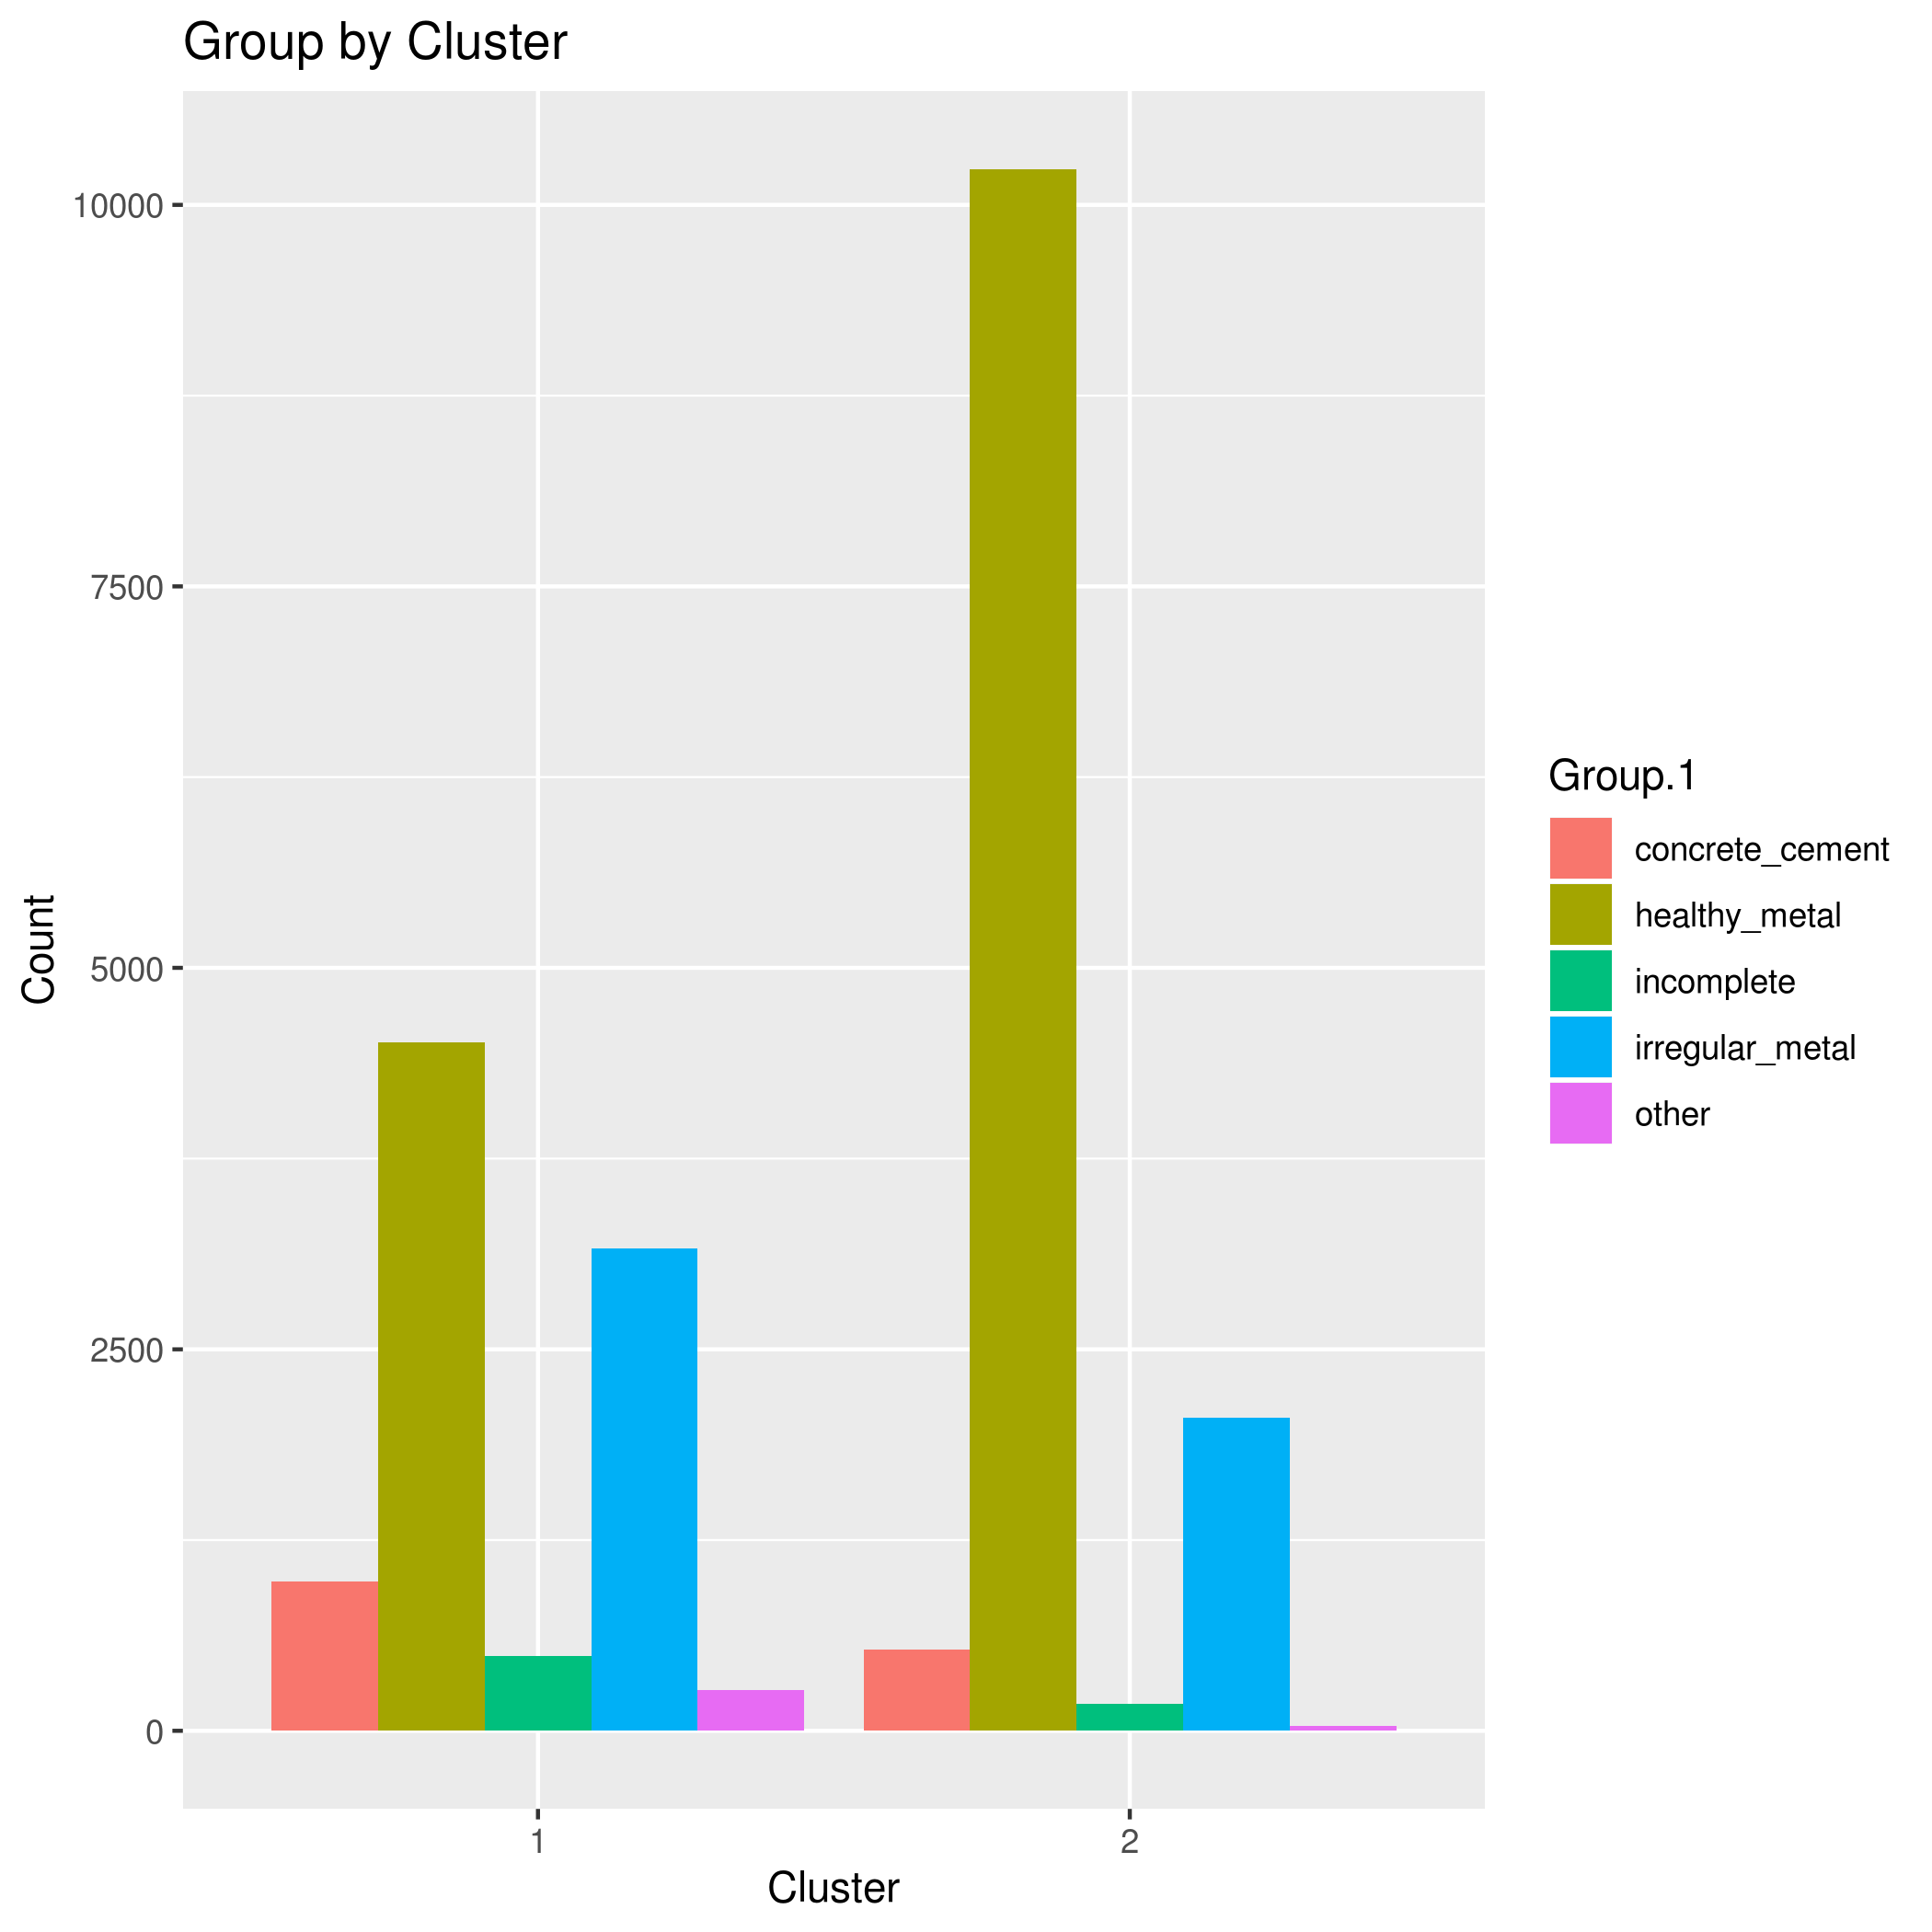 Group by Cluster
10000
7500
5000
2500
0
Count
1
2
Cluster
Group.1
concrete_cement
healthy_metal
incomplete
irregular_metal
other